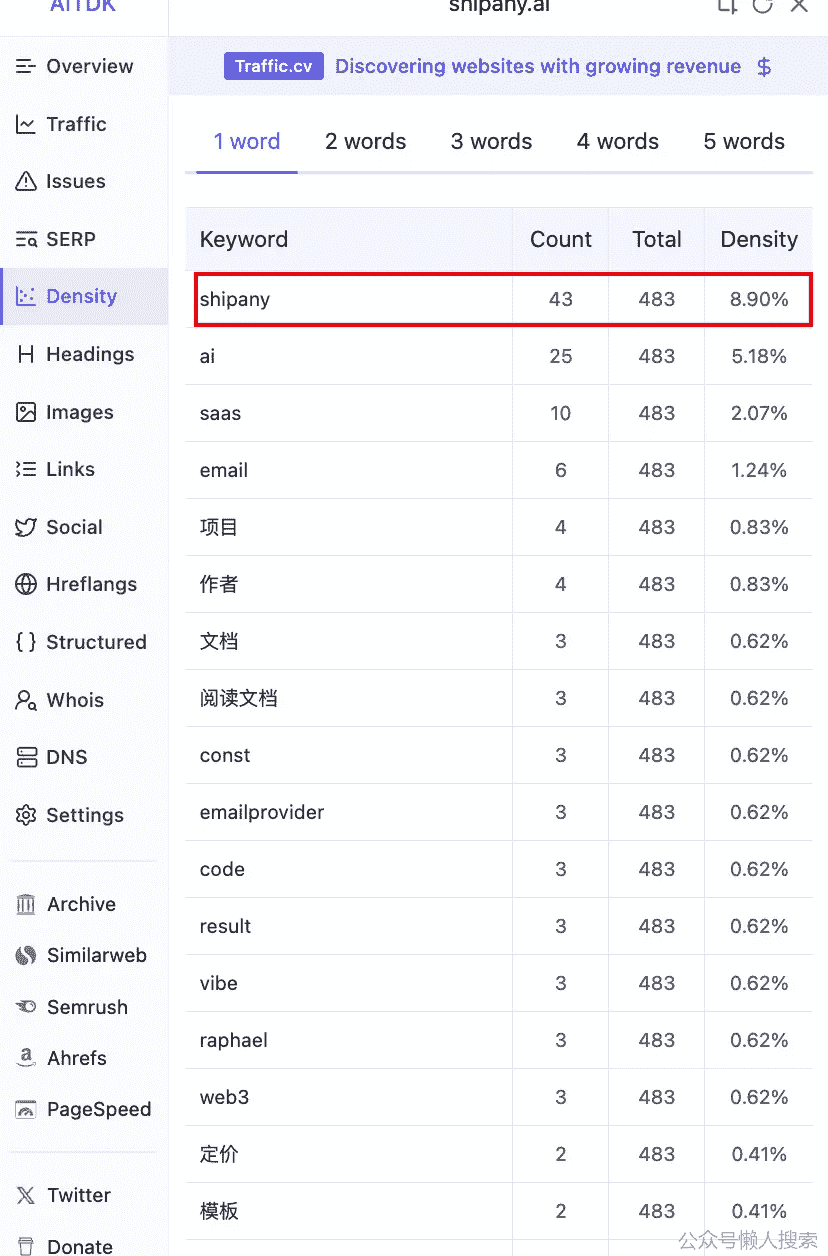 AITDK
shipany.ai
Overview
Traffic
Issues
SERP
Density
Headings
Images
Links
Social
Hreflangs
Structured
Whois
DNS
Settings
Archive
Similarweb
Semrush
Ahrefs
PageSpeed
Twitter
Donate
Traffic.cv Discovering websites with growing revenue $
1 word 2 words 3 words 4 words 5 words
Keyword Count Total Density
shipany 43 483 8.90%
ai 25 483 5.18%
saas 10 483 2.07%
email 6 483 1.24%
项目 4 483 0.83%
作者 4 483 0.83%
文档 3 483 0.62%
阅读文档 3 483 0.62%
const 3 483 0.62%
emailprovider 3 483 0.62%
code 3 483 0.62%
result 3 483 0.62%
vibe 3 483 0.62%
raphael 3 483 0.62%
web3 3 483 0.62%
定价 2 483 0.41%
模板 2 483 0.41%
公众号懒人搜索